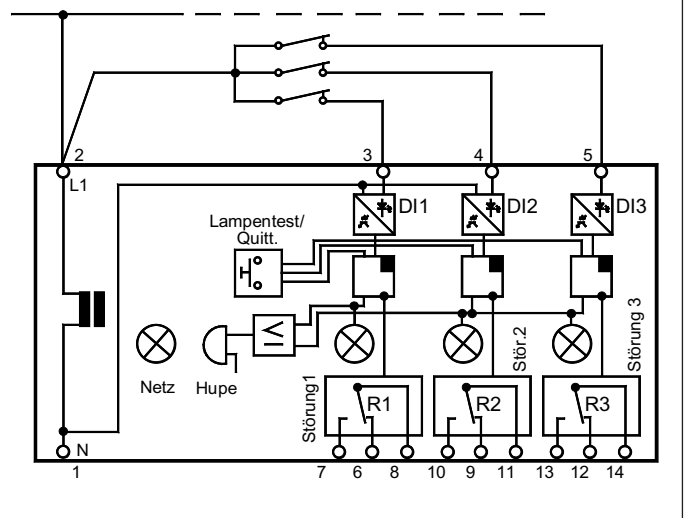 2 3 4 5
L1
DI1 DI2 DI3
Lampentest/
Quitt.
Netz Hupe
Störung1 Stör.2 Störung 3
R1 R2 R3
N
1 7 6 8 10 9 11 13 12 14